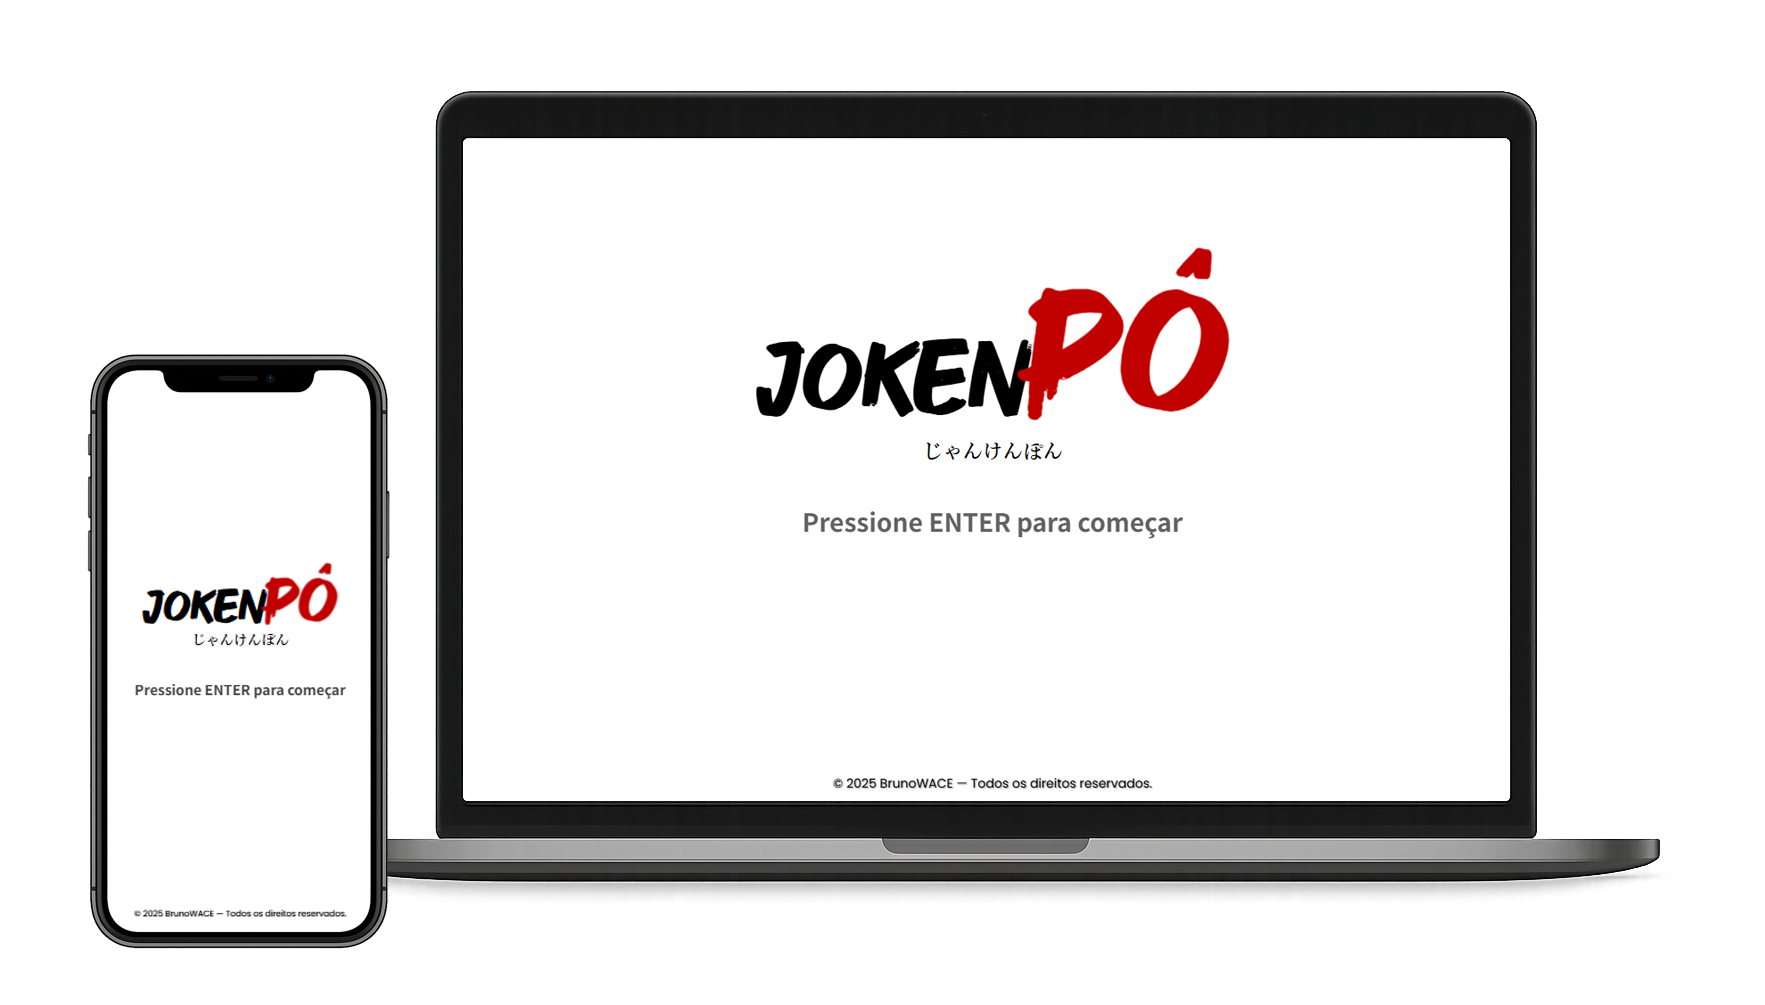 JOKENPÔ
じゃんけんぽん
Pressione ENTER para começar
© 2025 BrunoWACE — Todos os direitos reservados.
JOKENPÔ
じゃんけんぽん
Pressione ENTER para começar
© 2025 BrunoWACE — Todos os direitos reservados.